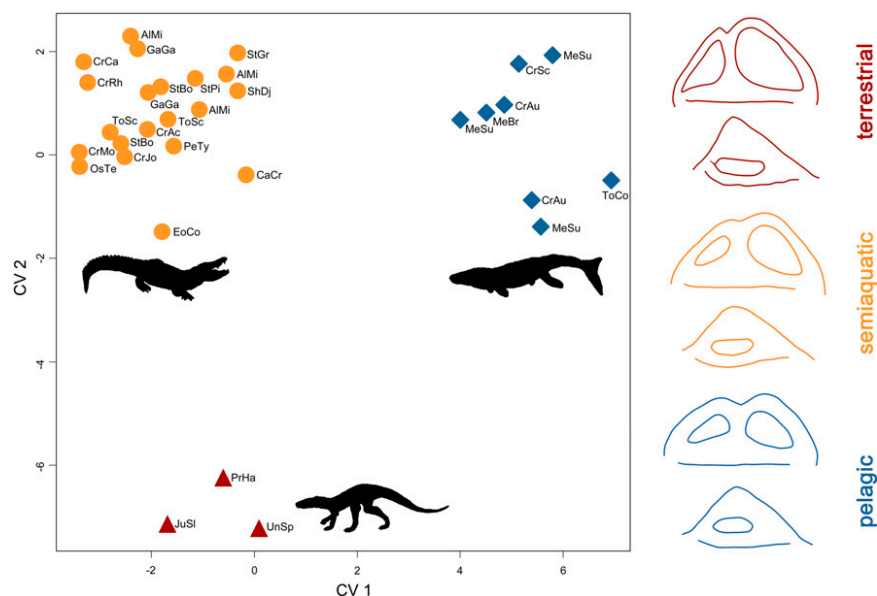 AlMi
GaGa
StGr
MeSu
CrCa
CrSc
CrRh
StBo
StPi
AlMi
ShDj
GaGa
AlMi
CrAu
MeBr
MeSu
ToSc
ToSc
CrAc
StBo
PeTy
CrMo
CrJo
OsTe
CaCr
ToCo
CrAu
EoCo
MeSu
PrHa
JuSl
UnSp
2
0
-2
-4
-6
CV 2
-2
0
2
4
6
CV 1
terrestrial
semiaquatic
pelagic